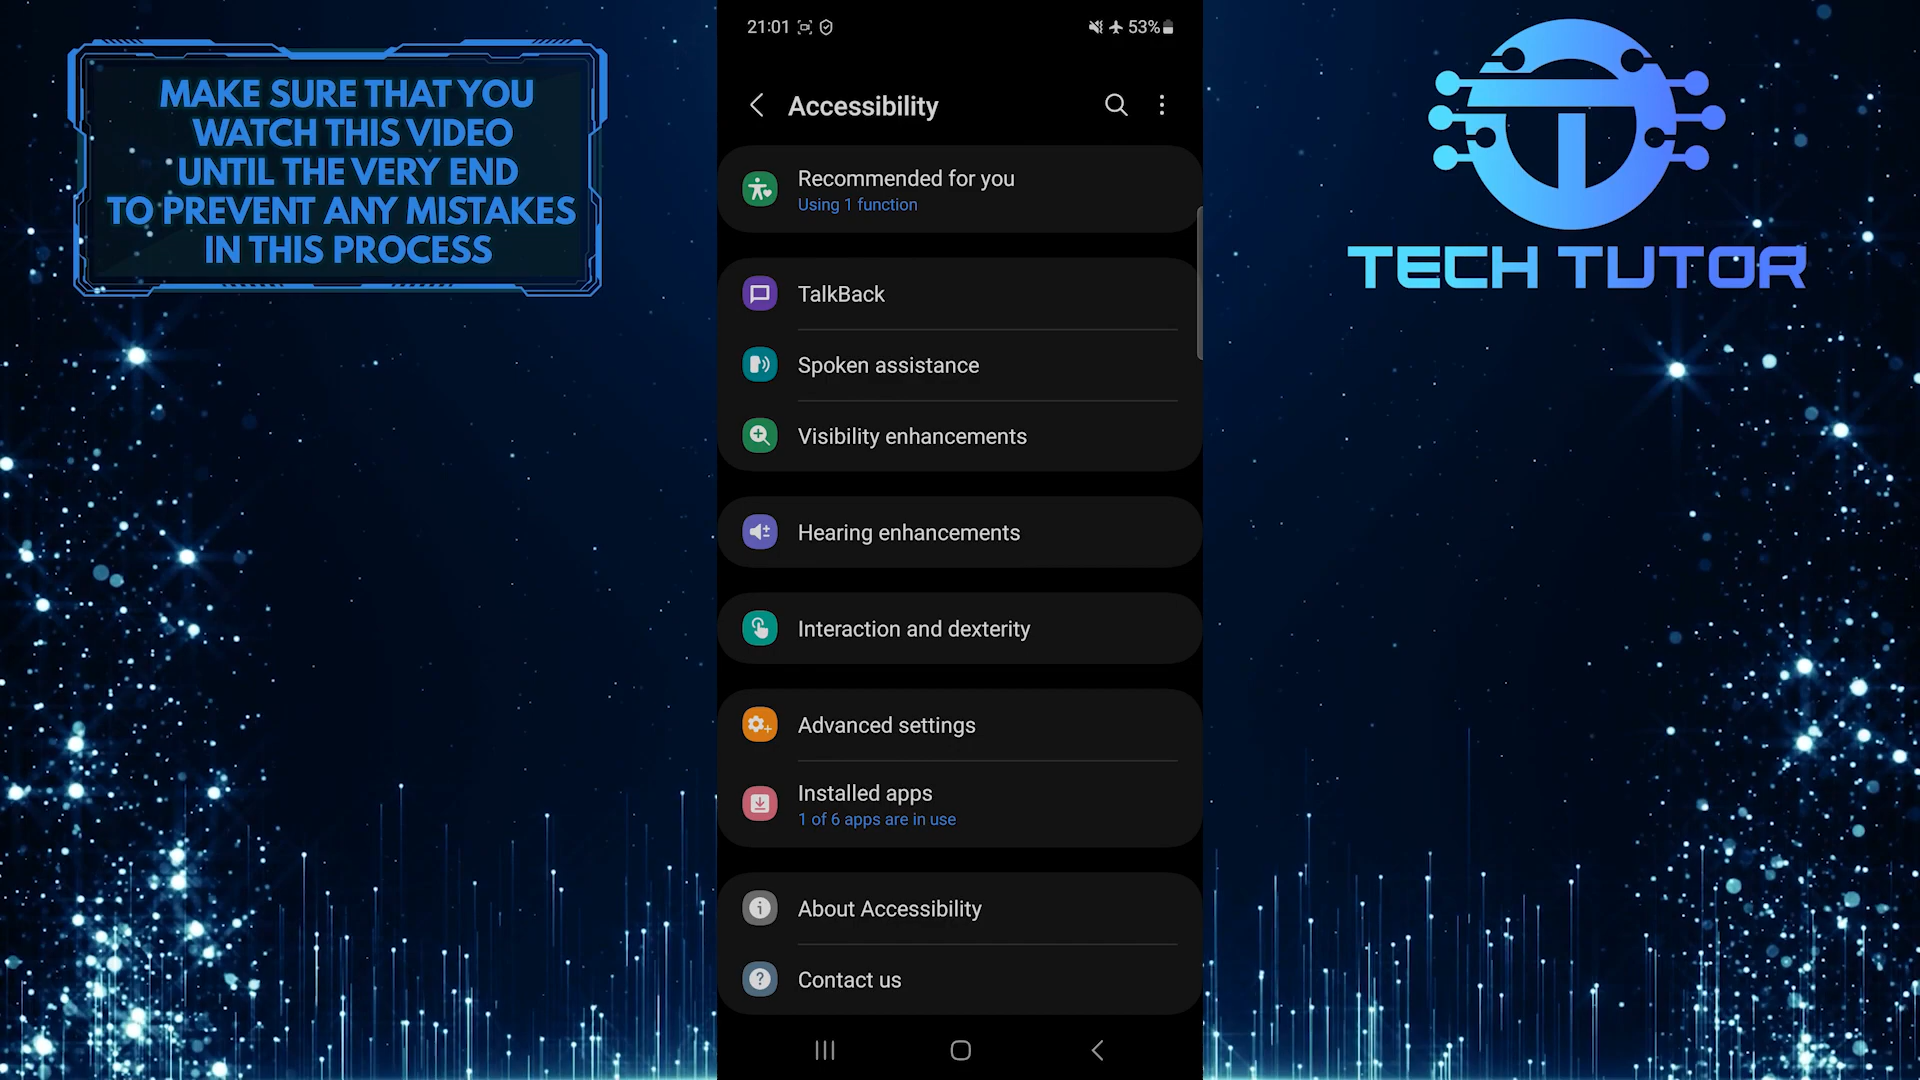 MAKE SURE THAT YOU
WATCH THIS VIDEO
UNTIL THE VERY END
TO PREVENT ANY MISTAKES
IN THIS PROCESS
21:01
53%
Accessibility
Recommended for you
Using 1 function
TalkBack
Spoken assistance
Visibility enhancements
Hearing enhancements
Interaction and dexterity
Advanced settings
Installed apps
1 of 6 apps are in use
About Accessibility
Contact us
TECH TUTOR